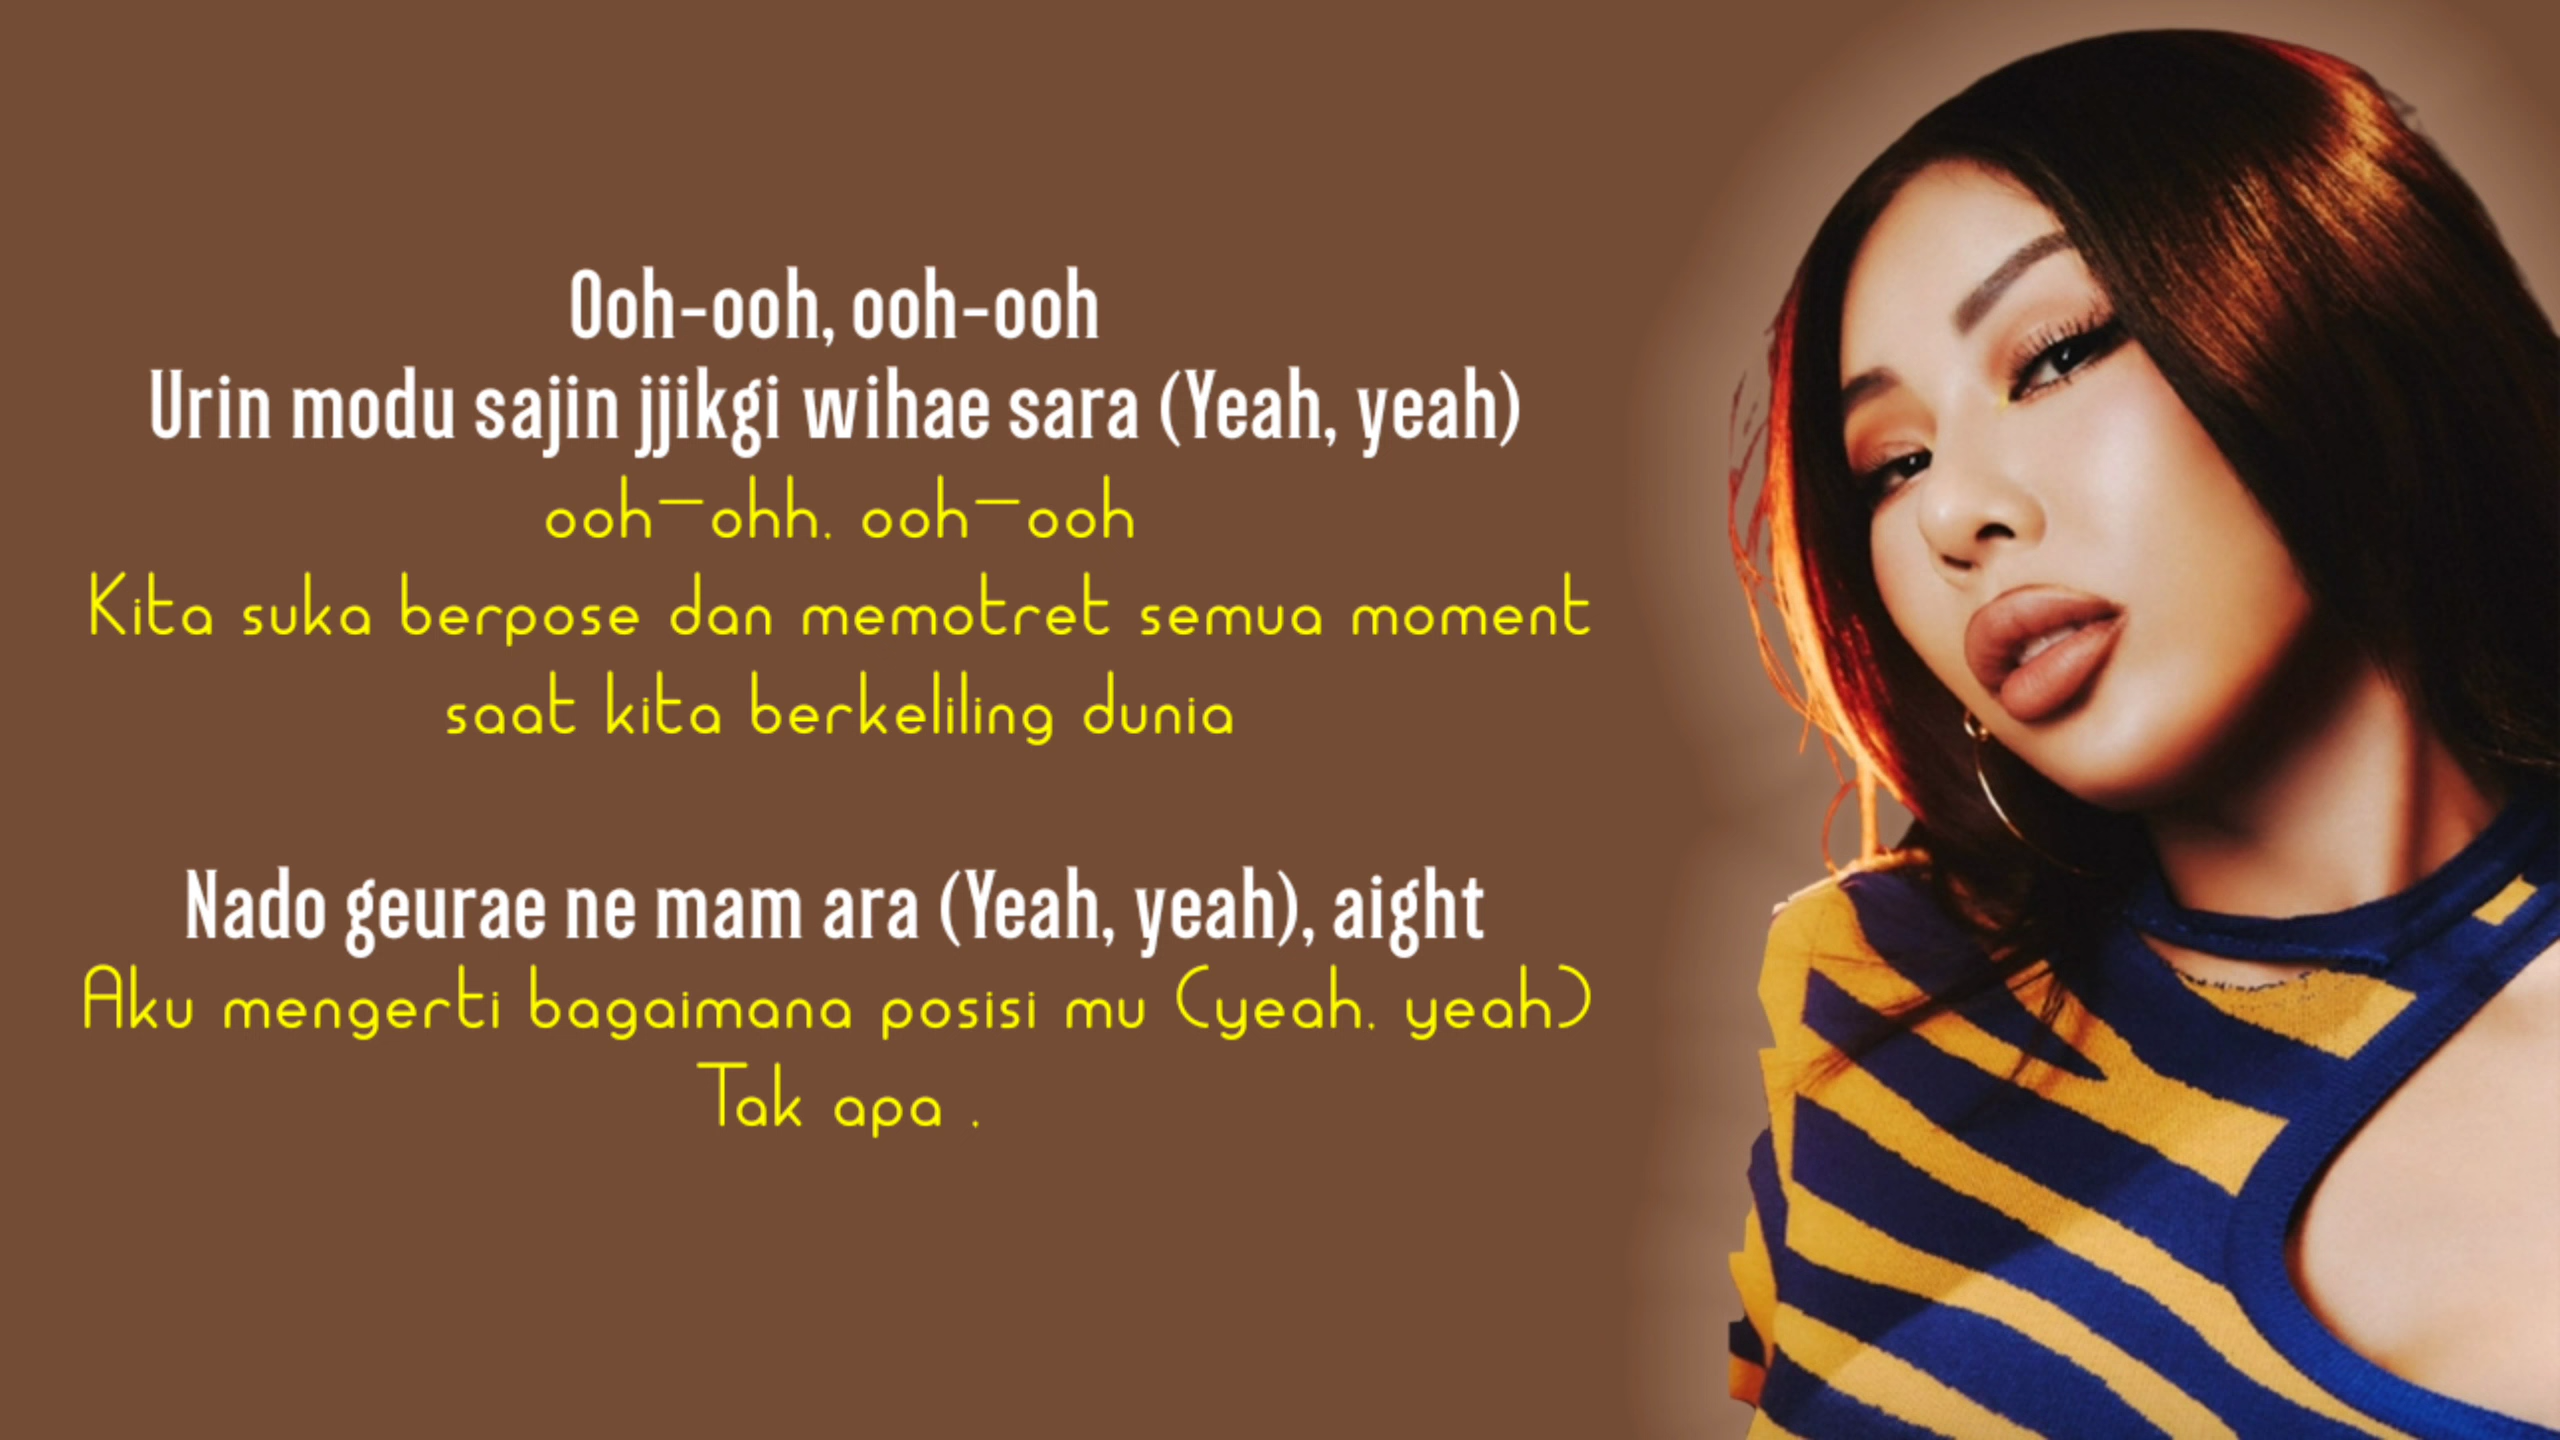 Ooh-ooh, ooh-ooh
Urin modu sajin jjikgi wihae sara (Yeah, yeah)
ooh-ohh, ooh-ooh
Kita suka berpose dan memotret semua moment
saat kita berkeliling dunia
Nado geurae ne mam ara (Yeah, yeah), aight
Aku mengerti bagaimana posisi mu (yeah, yeah)
Tak apa .